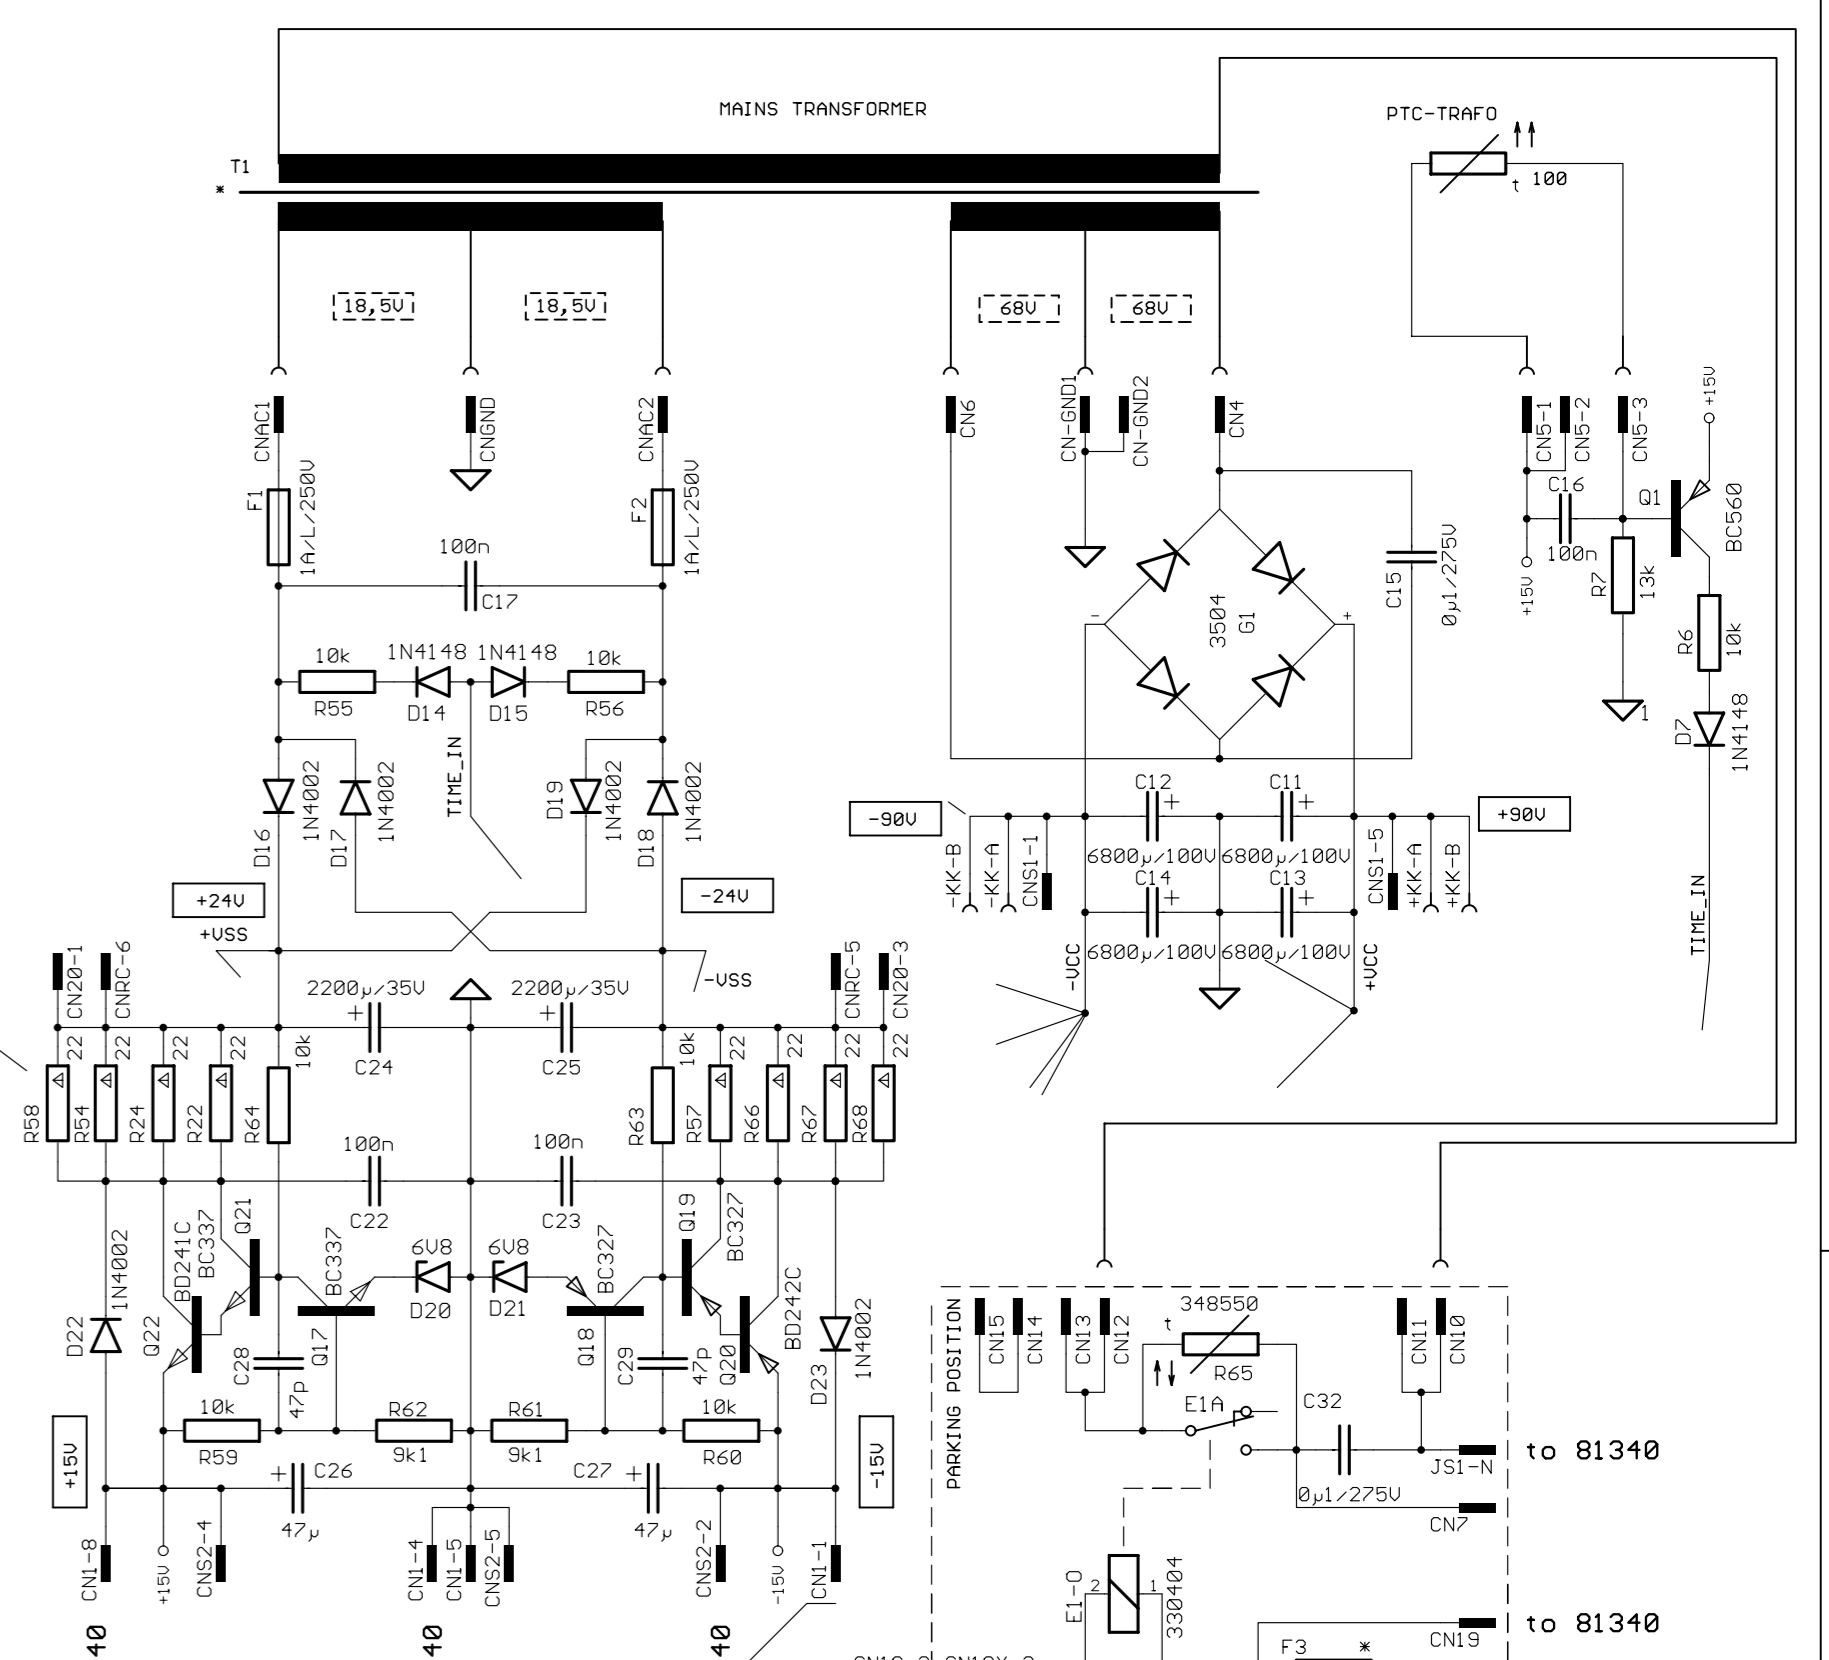 MAINS TRANSFORMER
T1
*
PTC-TRAFO
t 100
18,5V
18,5V
68V
68V
CNAC1
CNGND
CNAC2
CN6
CN-GND1
CN-GND2
CN4
CN5-1
CN5-2
CN5-3
+15V
F1
1A/L/250V
F2
1A/L/250V
100n
C17
3504
G1
-
+
C15
0µ1/275V
C16
100n
+15V
Q1
BC560
R7
13k
1
R6
10k
D7
1N4148
TIME_IN
10k
R55
1N4148
D14
1N4148
D15
10k
R56
TIME_IN
D16
1N4002
D17
1N4002
D19
1N4002
D18
1N4002
+24V
+VSS
-24V
-VSS
-90V
+90V
C12
+
6800µ/100V
C11
+
6800µ/100V
C14
+
6800µ/100V
C13
+
6800µ/100V
-KK-B
-KK-A
CNS1-1
CNS1-5
+KK-A
+KK-B
-VCC
+VCC
CN20-1
CNRC-6
CNRC-5
CN20-3
2200µ/35V
+
C24
2200µ/35V
+
C25
R58
22
R54
22
R24
22
R22
22
R64
10k
R63
10k
R57
22
R66
22
R67
22
R68
22
100n
C22
100n
C23
D22
1N4002
Q22
BD241C
BC337
Q21
BC337
Q17
6V8
D20
6V8
D21
BC327
Q18
Q19
BC327
Q20
BD242C
D23
1N4002
C28
47p
C29
47p
10k
R59
R62
9k1
R61
9k1
10k
R60
+15V
-15V
+
C26
47µ
C27
+
47µ
CN1-8
+15V
CNS2-4
CN1-4
CN1-5
CNS2-5
CNS2-2
-15V
CN1-1
40
40
40
PARKING POSITION
CN15
CN14
CN13
CN12
348550
t
R65
CN11
CN10
E1A
C32
0µ1/275V
JS1-N
to 81340
CN7
E1-O
2
1
330404
CN19
to 81340
F3
*